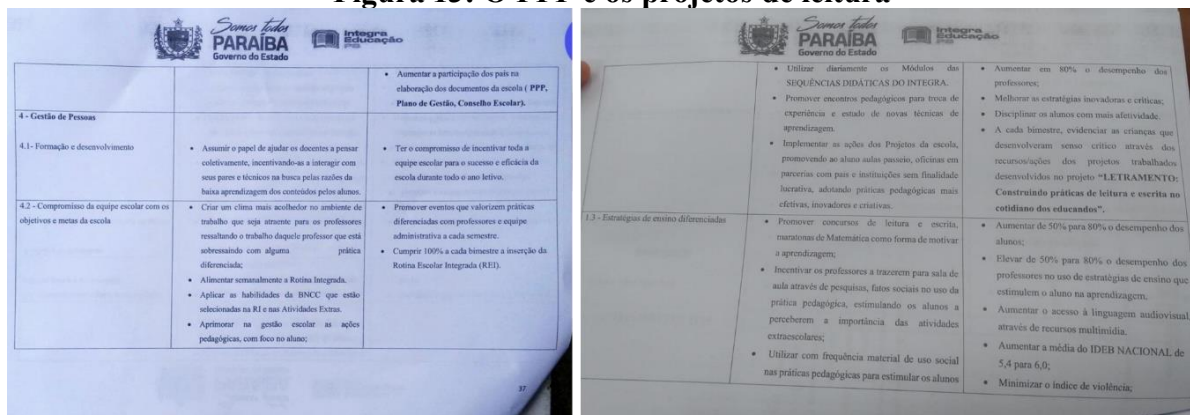 Figura 13: O PPP e os projetos de leitura
Somos todos
PARAÍBA
Governo do Estado
Integra
Educação
PB
• Aumentar a participação dos pais na
elaboração dos documentos da escola ( PPP,
Plano de Gestão, Conselho Escolar).
4 - Gestão de Pessoas
4.1- Formação e desenvolvimento
• Assumir o papel de ajudar os docentes a pensar
coletivamente, incentivando-as a interagir com
seus pares e técnicos na busca pelas razões da
baixa aprendizagem dos conteúdos pelos alunos.
• Ter o compromisso de incentivar toda a
equipe escolar para o sucesso e eficácia da
escola durante todo o ano letivo.
4.2 - Compromisso da equipe escolar com os
objetivos e metas da escola
• Criar um clima mais acolhedor no ambiente de
trabalho que seja atraente para os professores
ressaltando o trabalho daquele professor que está
sobressaindo com alguma prática
diferenciada;
• Alimentar semanalmente a Rotina Integrada.
• Aplicar as habilidades da BNCC que estão
selecionadas na RI e nas Atividades Extras.
• Aprimorar na gestão escolar as ações
pedagógicas, com foco no aluno;
• Promover eventos que valorizem práticas
diferenciadas com professores e equipe
administrativa a cada semestre.
• Cumprir 100% a cada bimestre a inserção da
Rotina Escolar Integrada (REI).
37
Somos todos
PARAÍBA
Governo do Estado
Integra
Educação
PB
• Utilizar diariamente os Módulos das
SEQUÊNCIAS DIDÁTICAS DO INTEGRA.
• Promover encontros pedagógicos para troca de
experiência e estudo de novas técnicas de
aprendizagem.
• Implementar as ações dos Projetos da escola,
promovendo ao aluno aulas passeio, oficinas em
parcerias com pais e instituições sem finalidade
lucrativa, adotando práticas pedagógicas mais
efetivas, inovadores e criativas.
• Aumentar em 80% o desempenho dos
professores;
• Melhorar as estratégias inovadoras e críticas;
• Disciplinar os alunos com mais afetividade.
• A cada bimestre, evidenciar as crianças que
desenvolveram senso crítico através dos
recursos/ações dos projetos trabalhados
desenvolvidos no projeto "LETRAMENTO:
Construindo práticas de leitura e escrita no
cotidiano dos educandos".
1.3 - Estratégias de ensino diferenciadas
• Promover concursos de leitura e escrita,
maratonas de Matemática como forma de motivar
a aprendizagem;
• Incentivar os professores a trazerem para sala de
aula através de pesquisas, fatos sociais no uso da
prática pedagógica, estimulando os alunos a
perceberem a importância das atividades
extraescolares;
• Utilizar com frequência material de uso social
nas práticas pedagógicas para estimular os alunos
• Aumentar de 50% para 80% o desempenho dos
alunos;
• Elevar de 50% para 80% o desempenho dos
professores no uso de estratégias de ensino que
estimulem o aluno na aprendizagem.
• Aumentar o acesso à linguagem audiovisual
através de recursos multimídia.
• Aumentar a média do IDEB NACIONAL de
5,4 para 6,0;
• Minimizar o índice de violência;